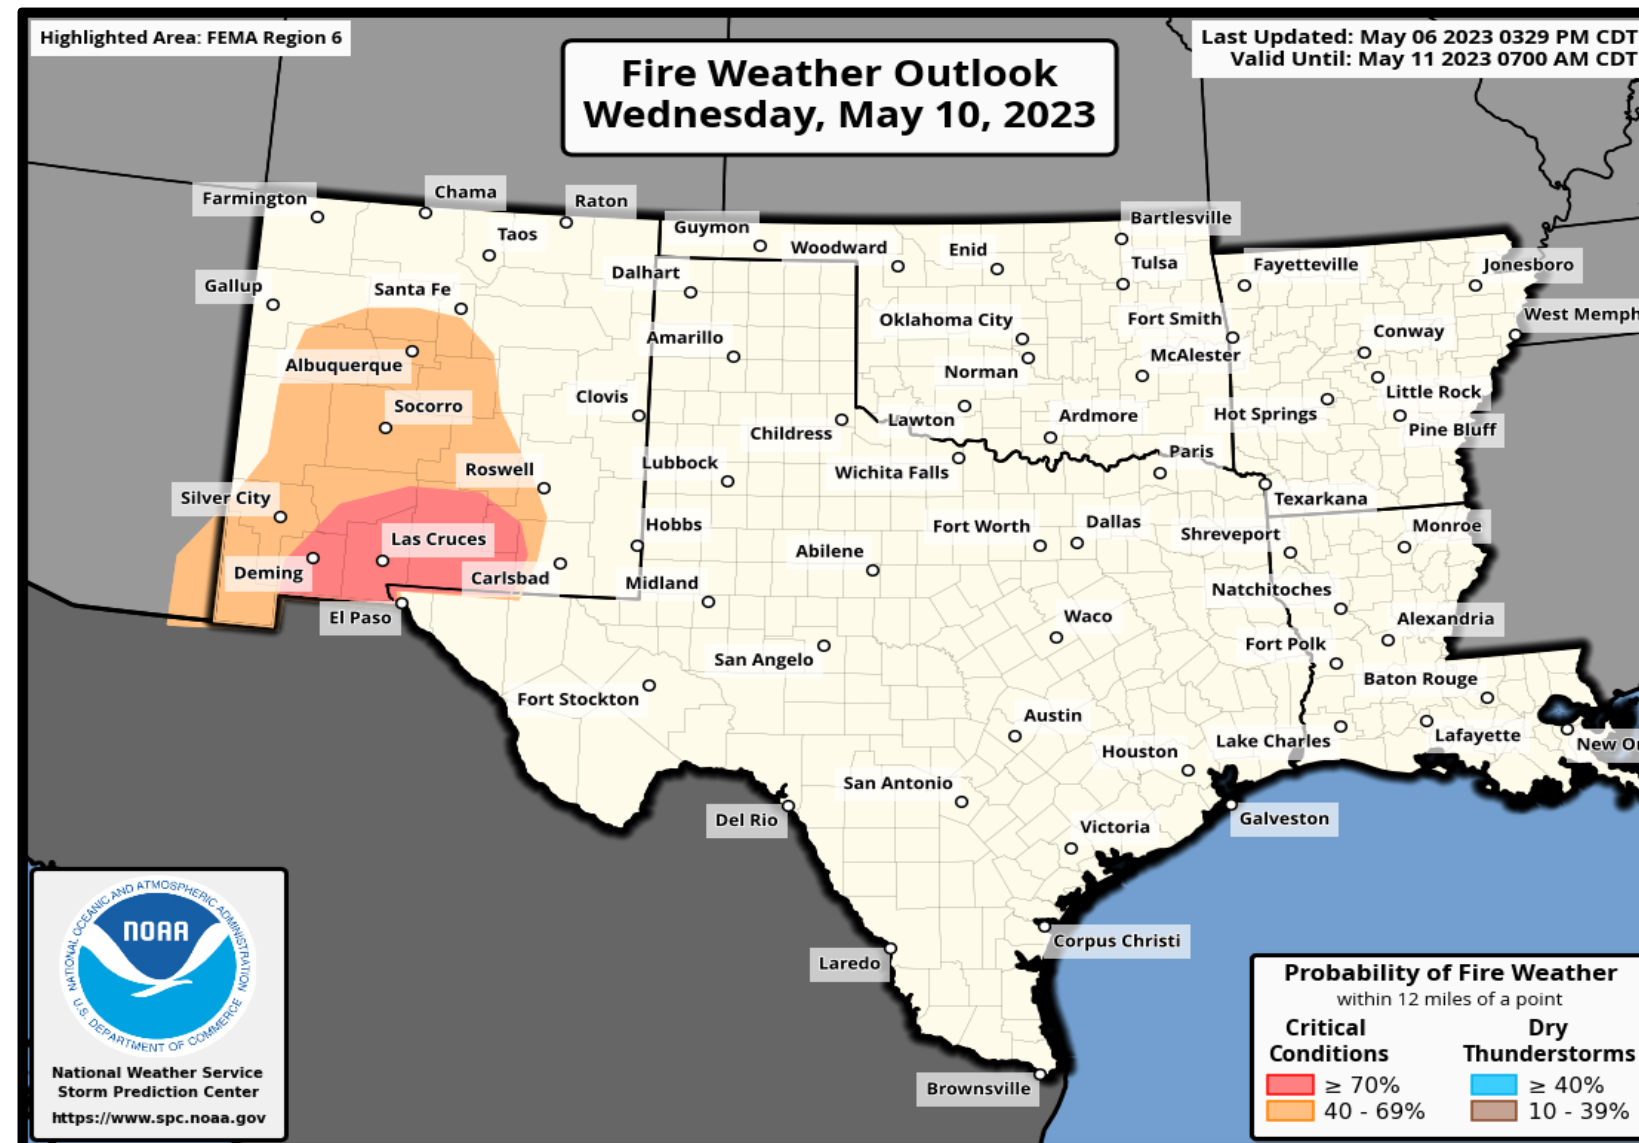 Highlighted Area: FEMA Region 6
Last Updated: May 06 2023 0329 PM CDT
Valid Until: May 11 2023 0700 AM CDT
Fire Weather Outlook
Wednesday, May 10, 2023
Farmington
Chama
Raton
Taos
Guymon
Woodward
Enid
Bartlesville
Tulsa
Fayetteville
Jonesboro
Gallup
Santa Fe
Dalhart
Oklahoma City
Fort Smith
Conway
West Memph
Albuquerque
Amarillo
Norman
McAlester
Little Rock
Socorro
Clovis
Childress
Lawton
Ardmore
Hot Springs
Pine Bluff
Roswell
Lubbock
Wichita Falls
Paris
Texarkana
Silver City
Las Cruces
Hobbs
Abilene
Fort Worth
Dallas
Shreveport
Monroe
Deming
Carlsbad
Midland
Natchitoches
El Paso
Waco
Alexandria
San Angelo
Fort Polk
Fort Stockton
Baton Rouge
Austin
Houston
Lake Charles
Lafayette
New Or
San Antonio
Del Rio
Victoria
Galveston
Laredo
Corpus Christi
Brownsville
NATIONAL OCEANIC AND ATMOSPHERIC ADMINISTRATION
NOAA
U.S. DEPARTMENT OF COMMERCE
National Weather Service
Storm Prediction Center
https://www.spc.noaa.gov
Probability of Fire Weather
within 12 miles of a point
Critical Conditions
≥ 70%
40 - 69%
Dry Thunderstorms
≥ 40%
10 - 39%